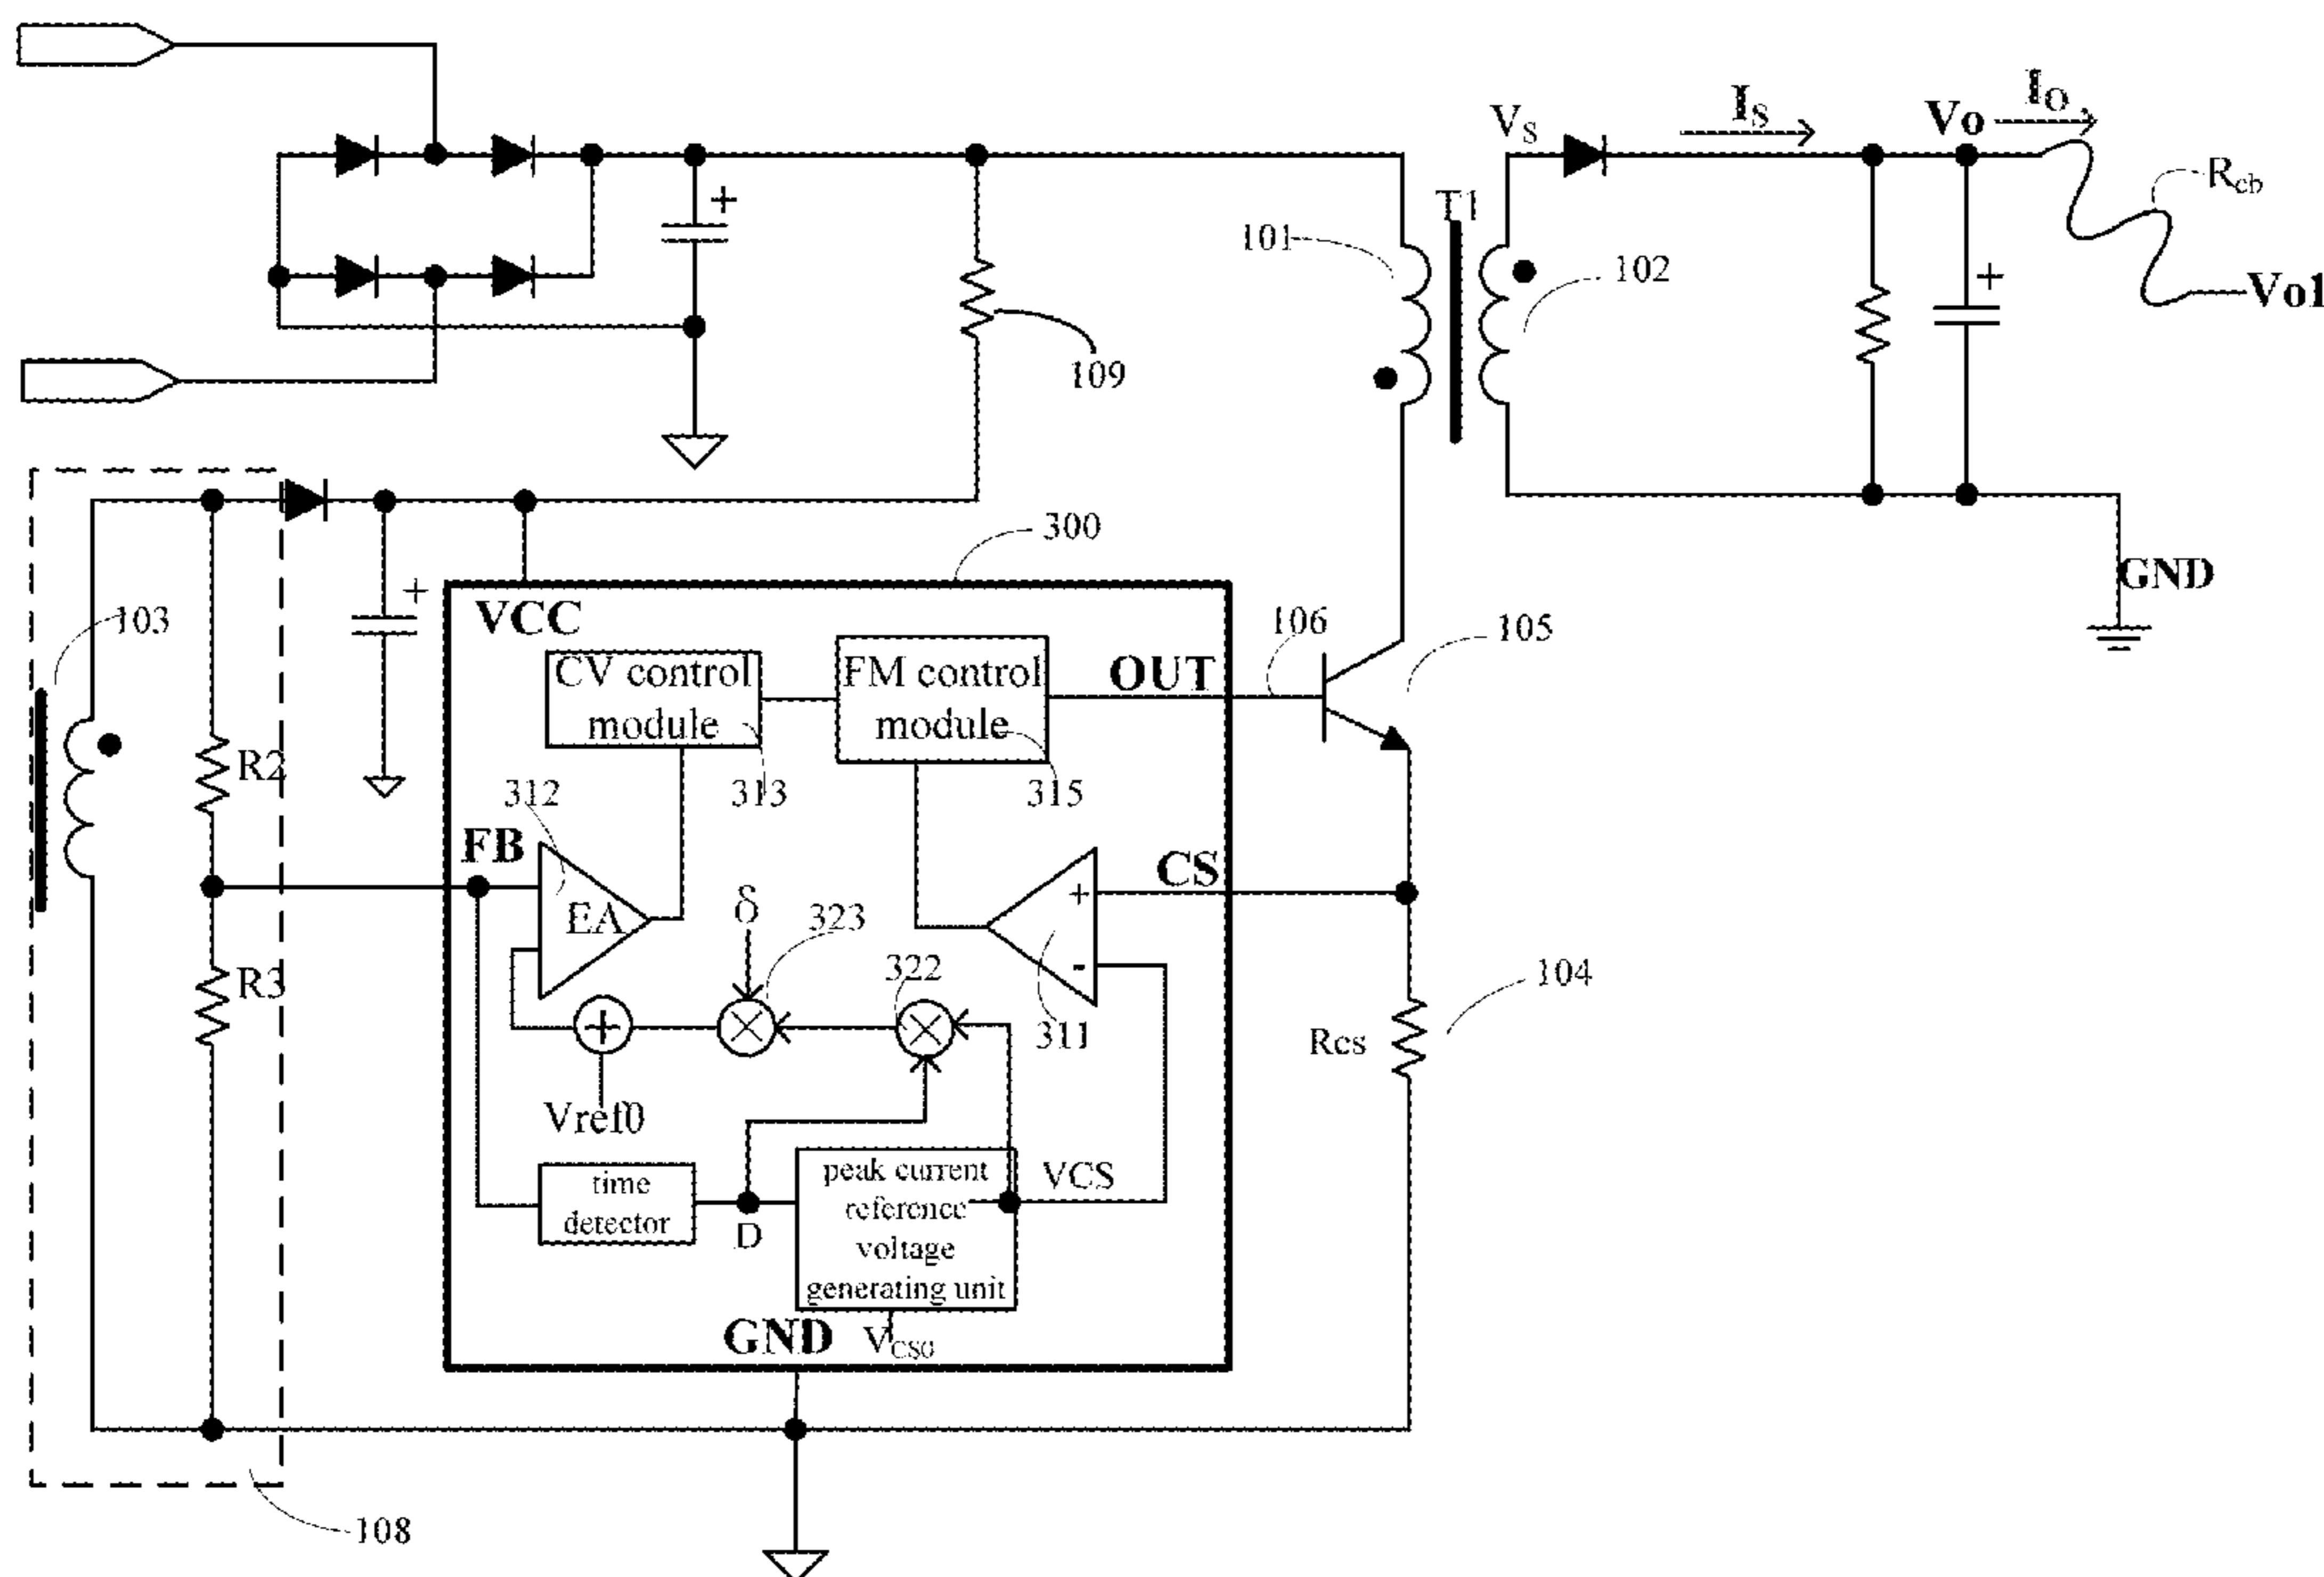 IS
Vo
IO
VS
Rcb
T1
101
102
Vo1
109
300
GND
103
VCC
106
105
CV control
module
FM control
module
OUT
R2
312
313
315
FB
CS
EA
δ
323
+
322
-
311
104
R3
Rcs
Vref0
time
detector
D
peak current
reference
voltage
generating unit
VCS
GND
108